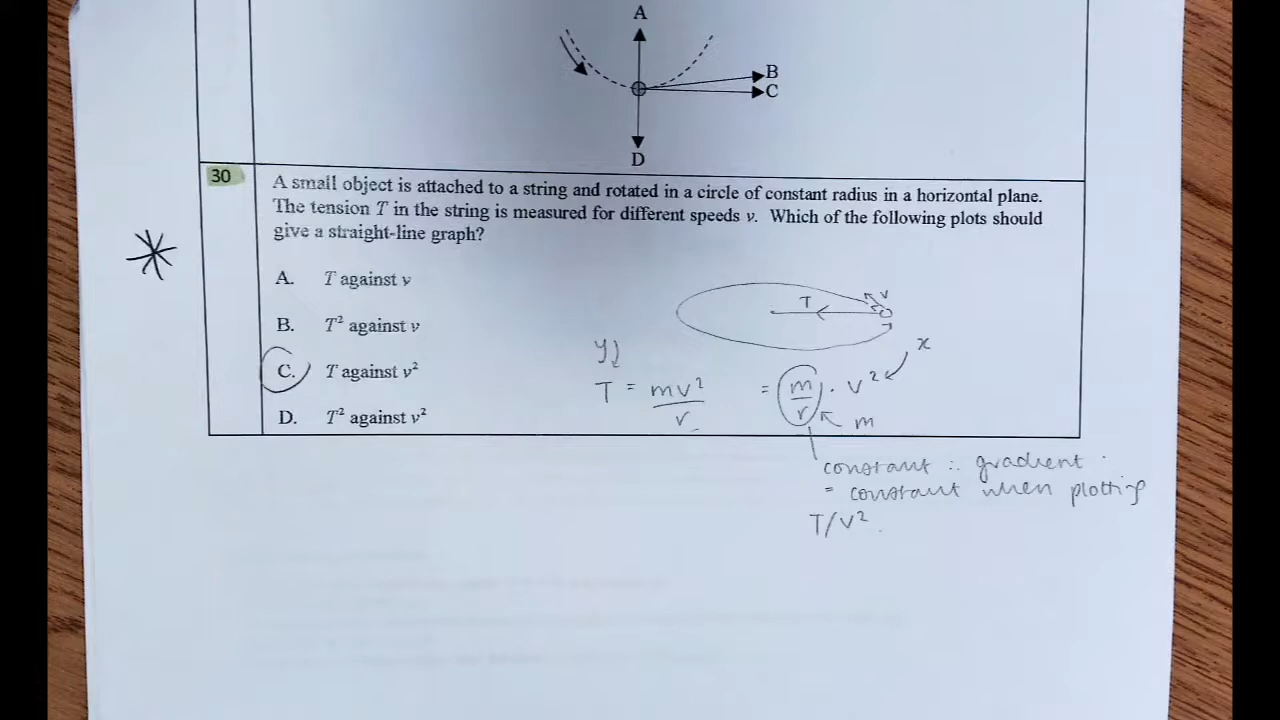 A
B
C
D
30
A small object is attached to a string and rotated in a circle of constant radius in a horizontal plane.
The tension T in the string is measured for different speeds v. Which of the following plots should
give a straight-line graph?
A. T against v
B. T² against v
C. T against v²
D. T² against v²
T
v
y
x
T = mv²/r = (m/r) · v²
m
constant ∴ gradient
= constant when plotting
T/v²